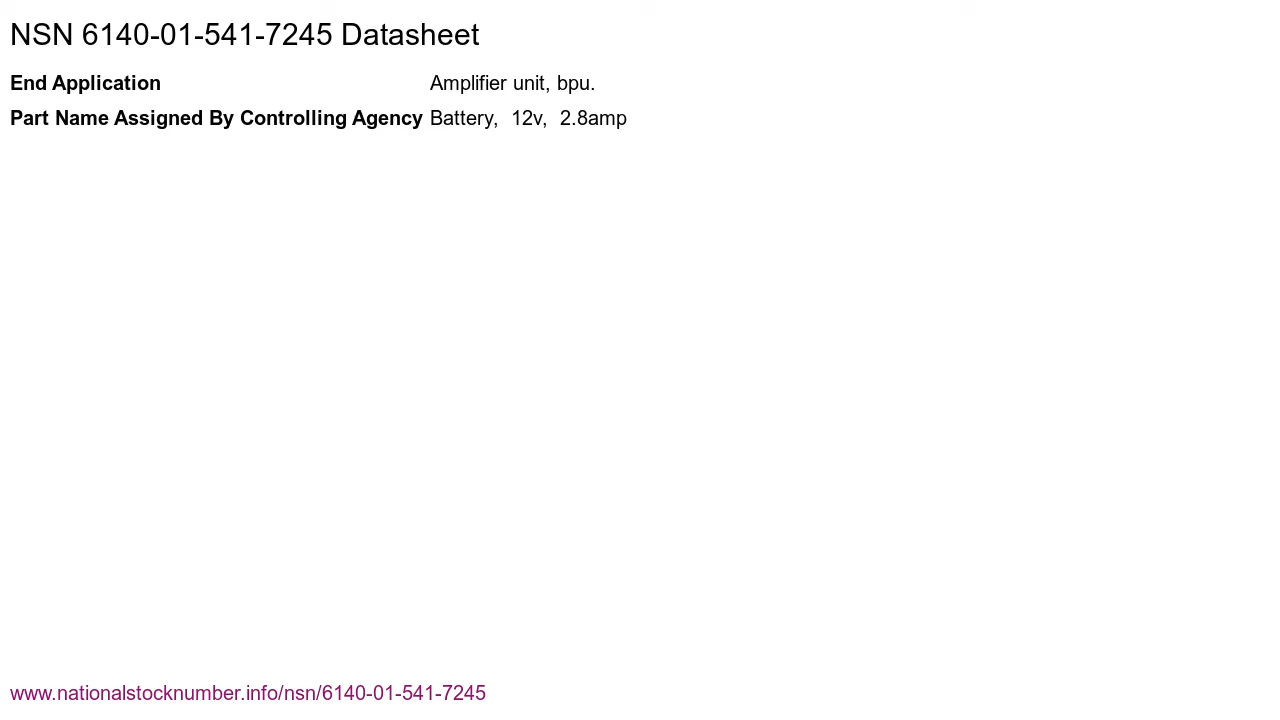 NSN 6140-01-541-7245 Datasheet
End Application Amplifier unit, bpu.
Part Name Assigned By Controlling Agency Battery,  12v,  2.8amp
www.nationalstocknumber.info/nsn/6140-01-541-7245